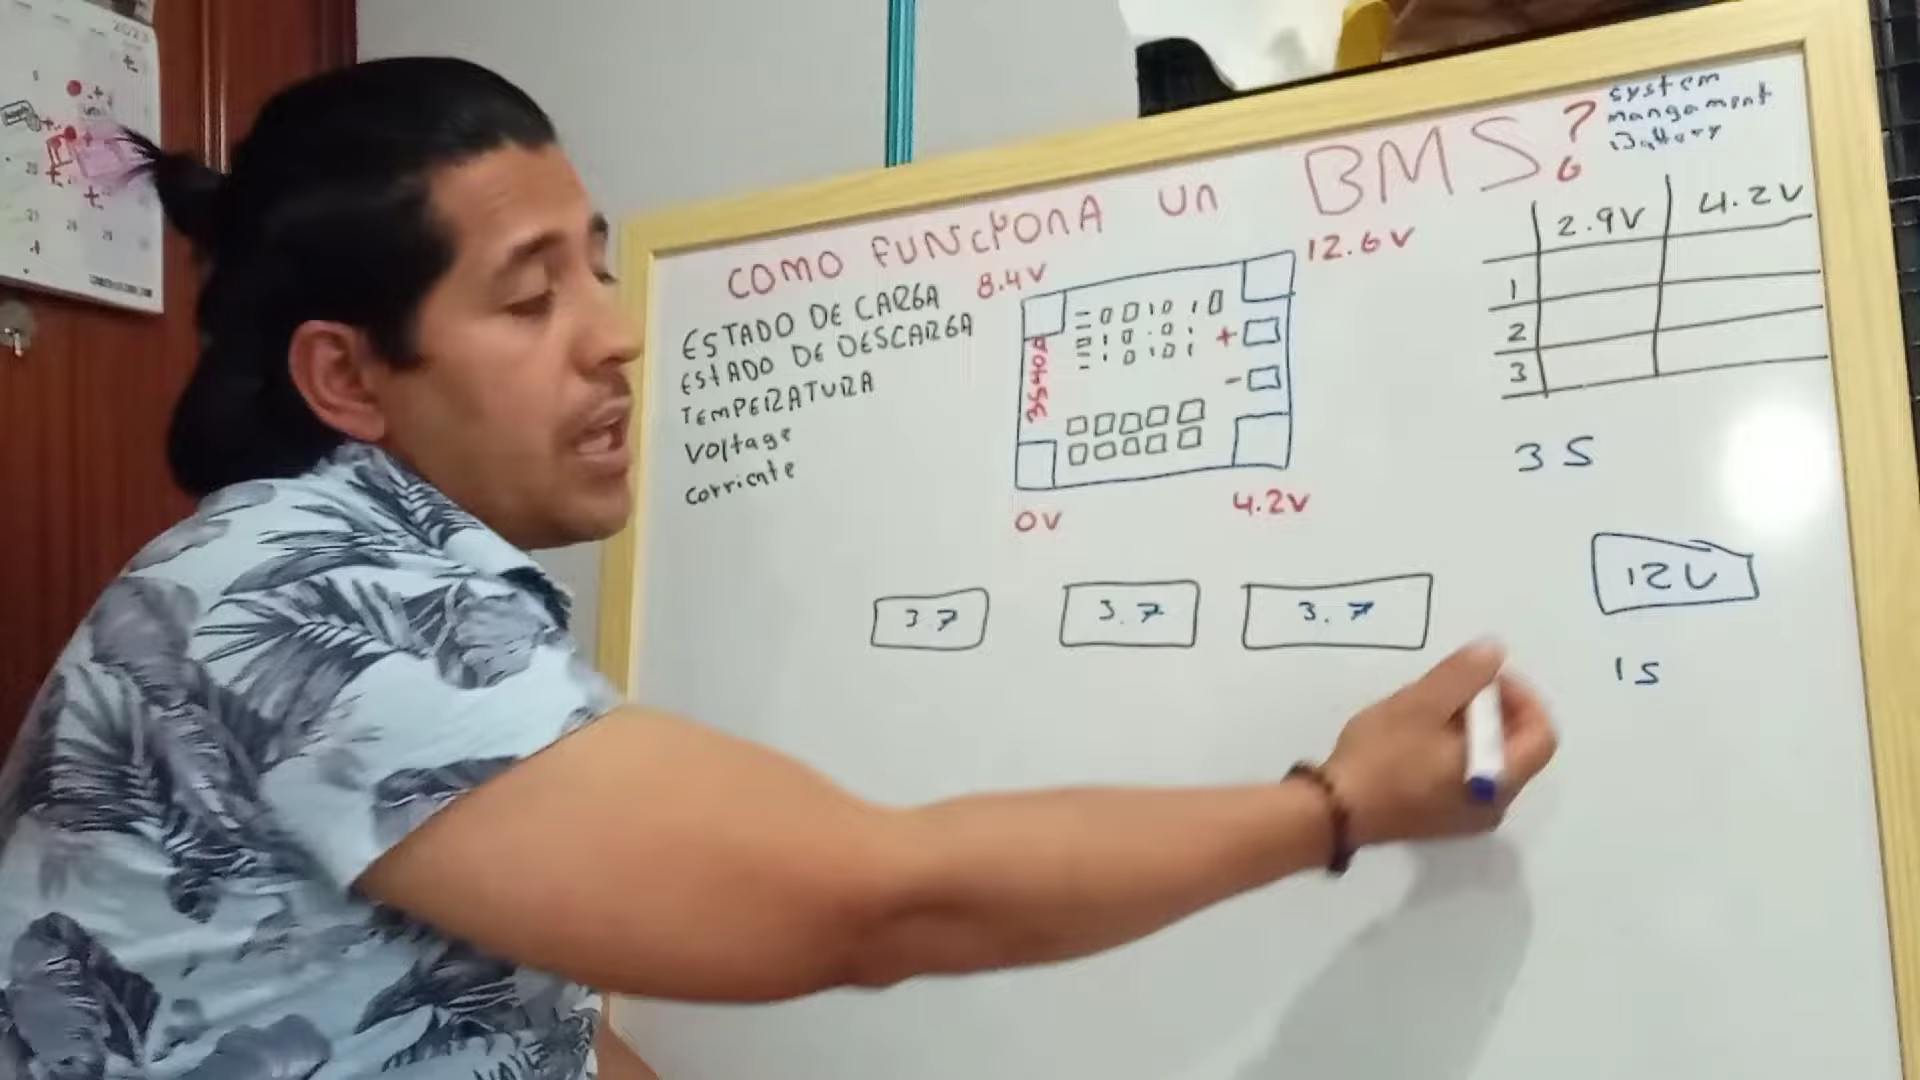 COMO FUNCIONA UN BMS?
system
mangament
Battery
ESTADO DE CARGA
ESTADO DE DESCARGA
TEMPERATURA
Voltage
Corriente
8.4V
12.6V
3S40A
+
-
0V
4.2V
2.9V 4.2V
1
2
3
3S
3.7 3.7 3.7
12V
1S